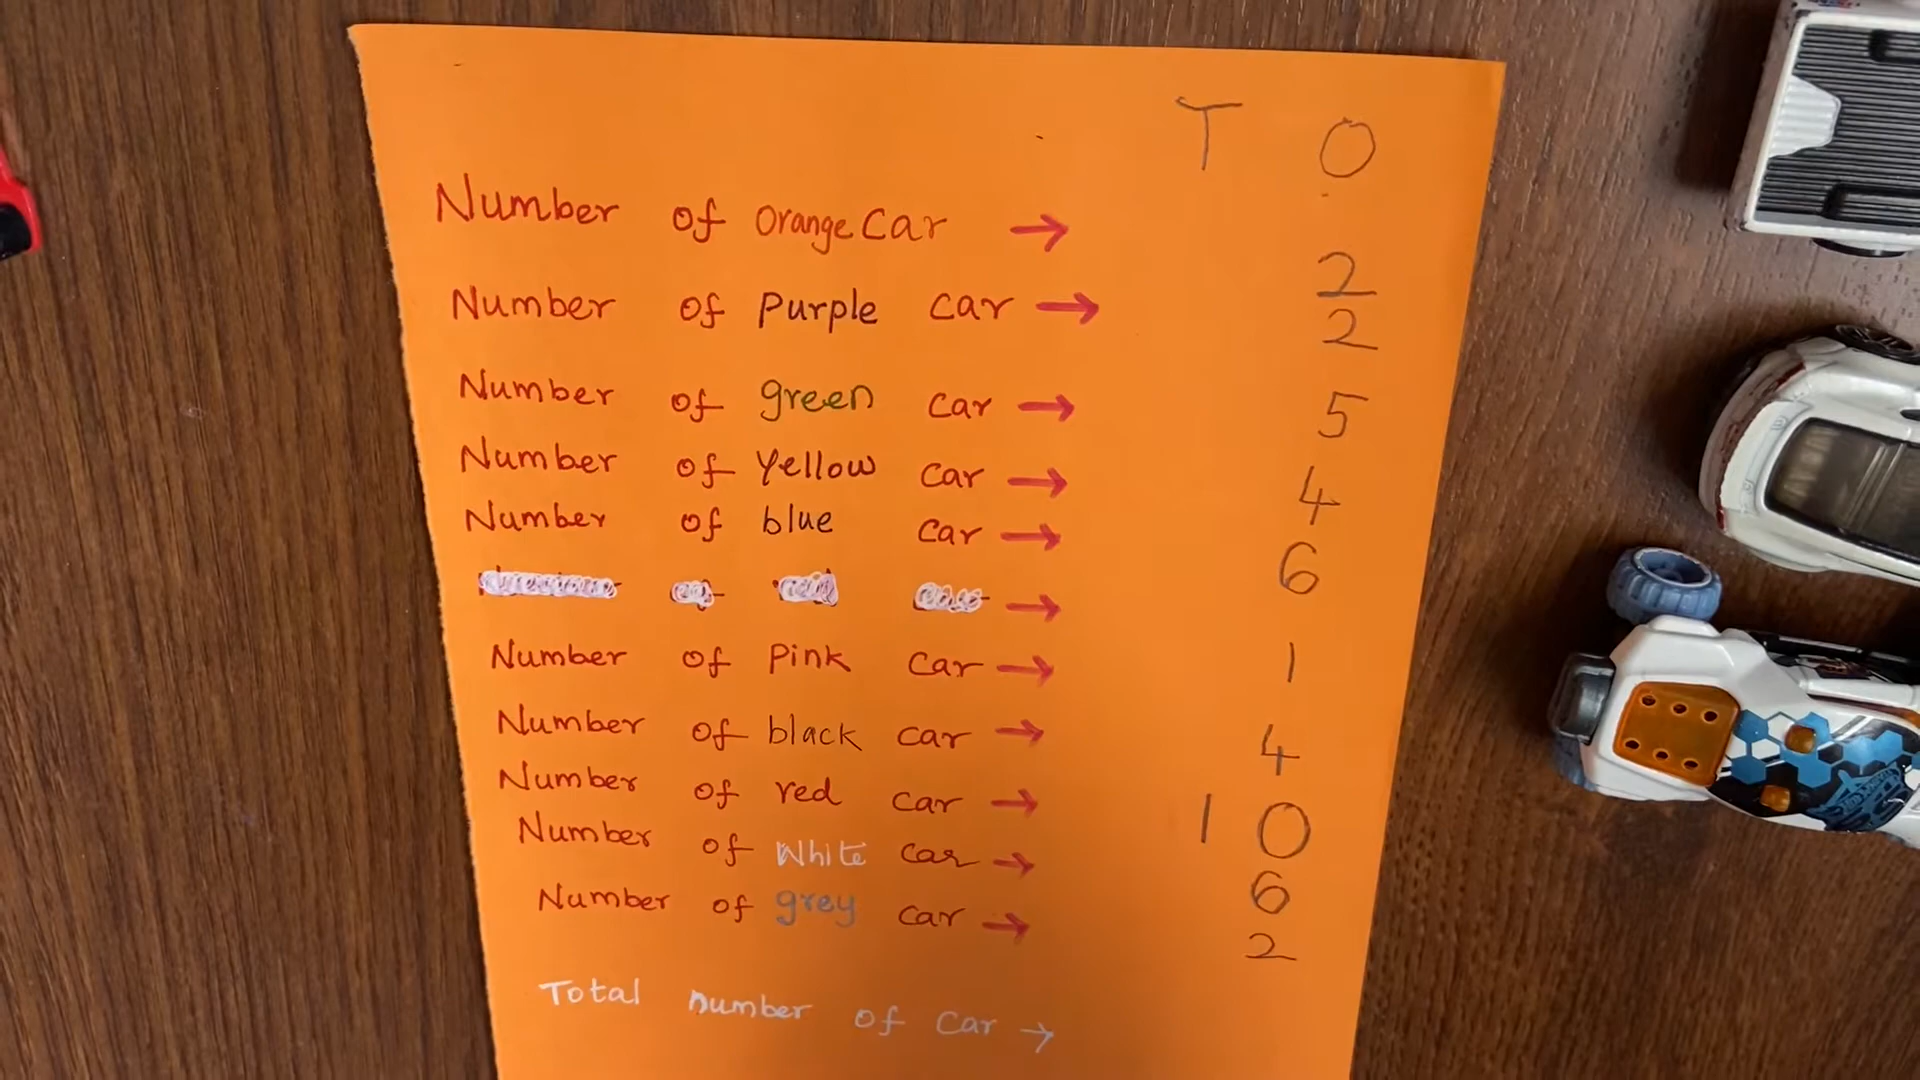 T O
Number of orange car → 2
Number of Purple car → 2
Number of green car → 5
Number of Yellow car → 4
Number of blue car → 6
→
Number of Pink car → 1
Number of black car → 4
Number of red car → 10
Number of White car → 6
Number of grey car → 2
Total number of Car →